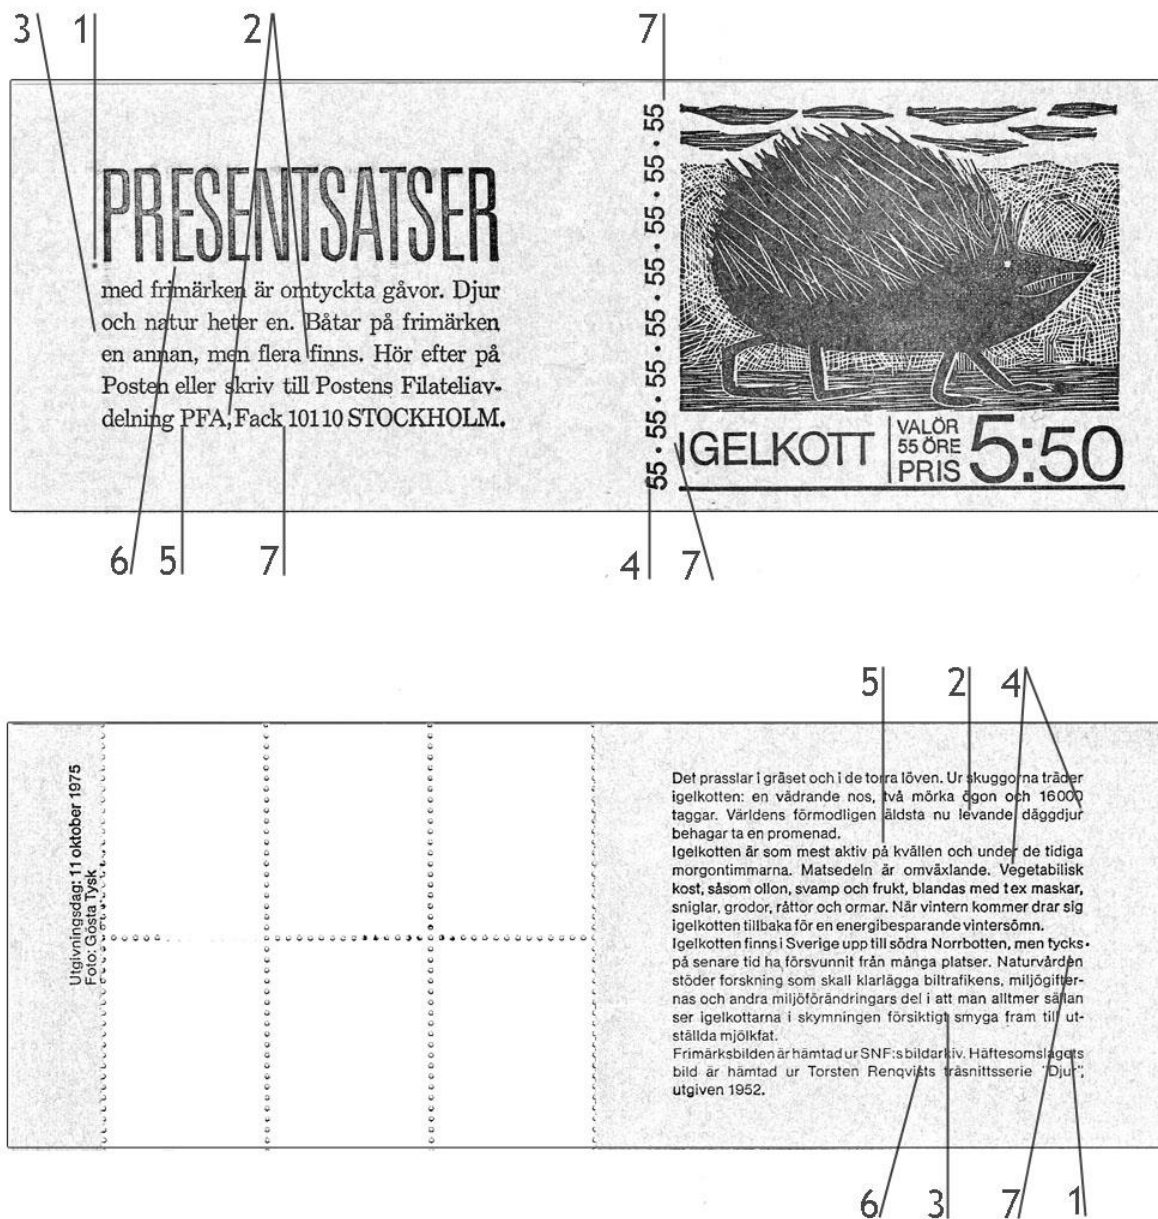 3 1 2 7
PRESENTSATSER
med frimärken är omtyckta gåvor. Djur
och natur heter en. Båtar på frimärken
en annan, men flera finns. Hör efter på
Posten eller skriv till Postens Filateliav-
delning PFA, Fack 101 10 STOCKHOLM.
55 • 55 • 55 • 55 • 55 • 55 • 55 • 55
IGELKOTT
VALÖR
55 ÖRE
PRIS
5:50
6 5 7 4 7
5 2 4
Utgivningsdag: 11 oktober 1975
Foto: Gösta Tysk
Det prasslar i gräset och i de torra löven. Ur skuggorna träder
igelkotten: en vädrande nos, två mörka ögon och 16000
taggar. Världens förmodligen äldsta nu levande däggdjur
behagar ta en promenad.
Igelkotten är som mest aktiv på kvällen och under de tidiga
morgontimmarna. Matsedeln är omväxlande. Vegetabilisk
kost, såsom ollon, svamp och frukt, blandas med t ex maskar,
sniglar, grodor, råttor och ormar. När vintern kommer drar sig
igelkotten tillbaka för en energibesparande vintersömn.
Igelkotten finns i Sverige upp till södra Norrbotten, men tycks
på senare tid ha försvunnit från många platser. Naturvården
stöder forskning som skall klarlägga biltrafikens, miljögifter-
nas och andra miljöförändringars del i att man alltmer sällan
ser igelkottarna i skymningen försiktigt smyga fram till ut-
ställda mjölkfat.
Frimärksbilden är hämtad ur SNF:s bildarkiv. Häftesomslagets
bild är hämtad ur Torsten Renqvists träsnittsserie "Djur",
utgiven 1952.
6 3 7 1